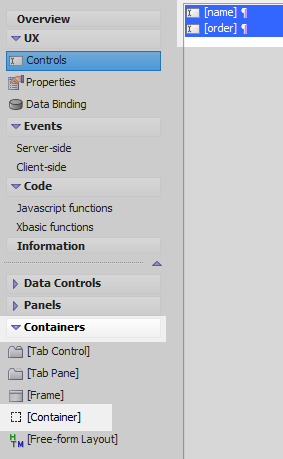 Overview
UX
Controls
Properties
Data Binding
Events
Server-side
Client-side
Code
Javascript functions
Xbasic functions
Information
Data Controls
Panels
Containers
[Tab Control]
[Tab Pane]
[Frame]
[Container]
HTM [Free-form Layout]
[name] ¶
[order] ¶